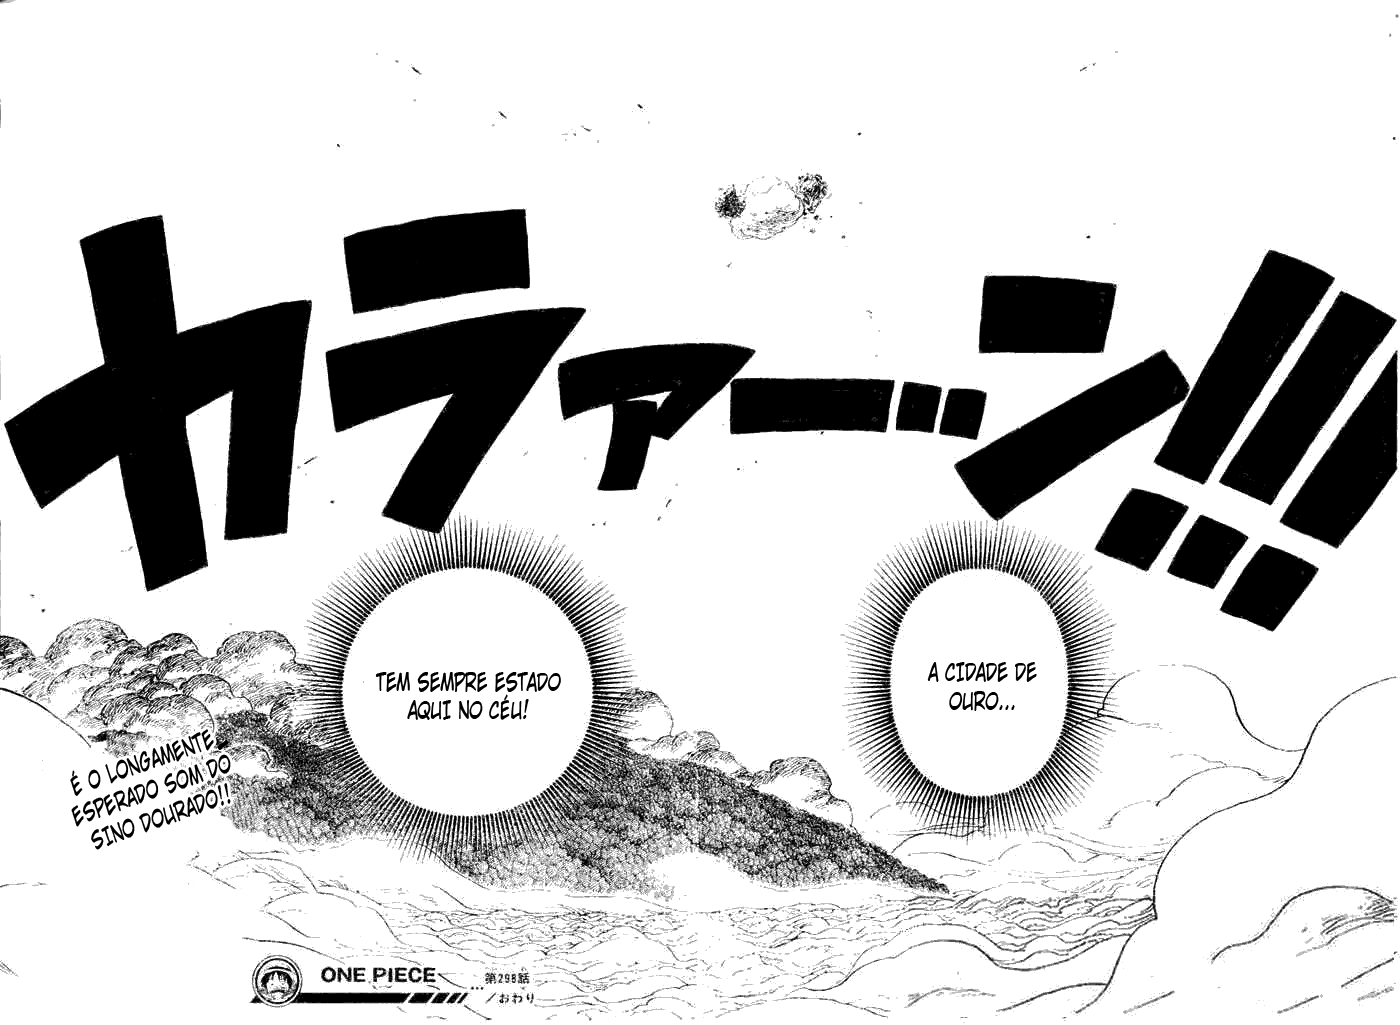 カラァーッン!!!
A CIDADE DE
OURO...
TEM SEMPRE ESTADO
AQUI NO CÉU!
É O LONGAMENTE
ESPERADO SOM DO
SINO DOURADO!!
ONE PIECE
...第298話
／おわり